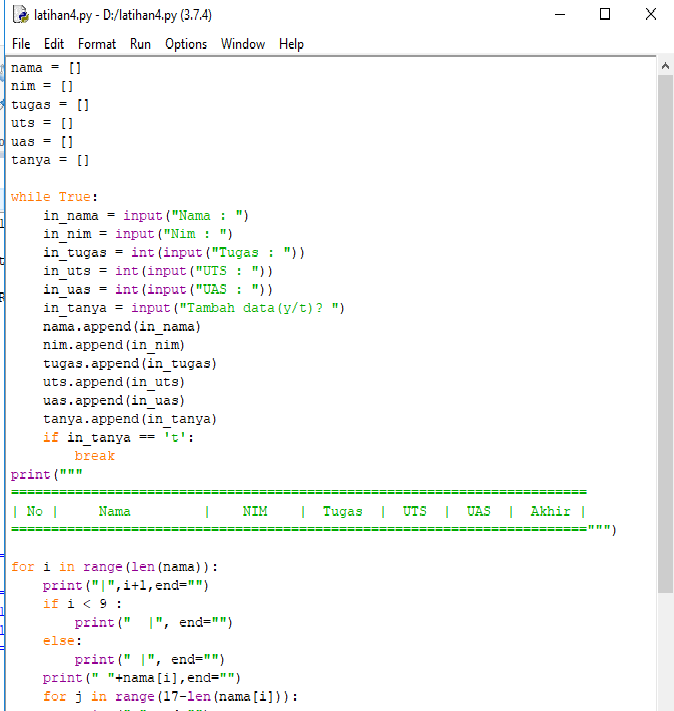 latihan4.py - D:/latihan4.py (3.7.4)
File Edit Format Run Options Window Help
nama = []
nim = []
tugas = []
uts = []
uas = []
tanya = []
while True:
    in_nama = input("Nama : ")
    in_nim = input("Nim : ")
    in_tugas = int(input("Tugas : "))
    in_uts = int(input("UTS : "))
    in_uas = int(input("UAS : "))
    in_tanya = input("Tambah data(y/t)? ")
    nama.append(in_nama)
    nim.append(in_nim)
    tugas.append(in_tugas)
    uts.append(in_uts)
    uas.append(in_uas)
    tanya.append(in_tanya)
    if in_tanya == 't':
        break
print("""
========================================================================
| No |     Nama         |    NIM    |  Tugas  |  UTS  |  UAS  |  Akhir |
========================================================================""")
for i in range(len(nama)):
    print("|",i+1,end="")
    if i < 9 :
        print("  |", end="")
    else:
        print(" |", end="")
    print(" "+nama[i],end="")
    for j in range(17-len(nama[i])):